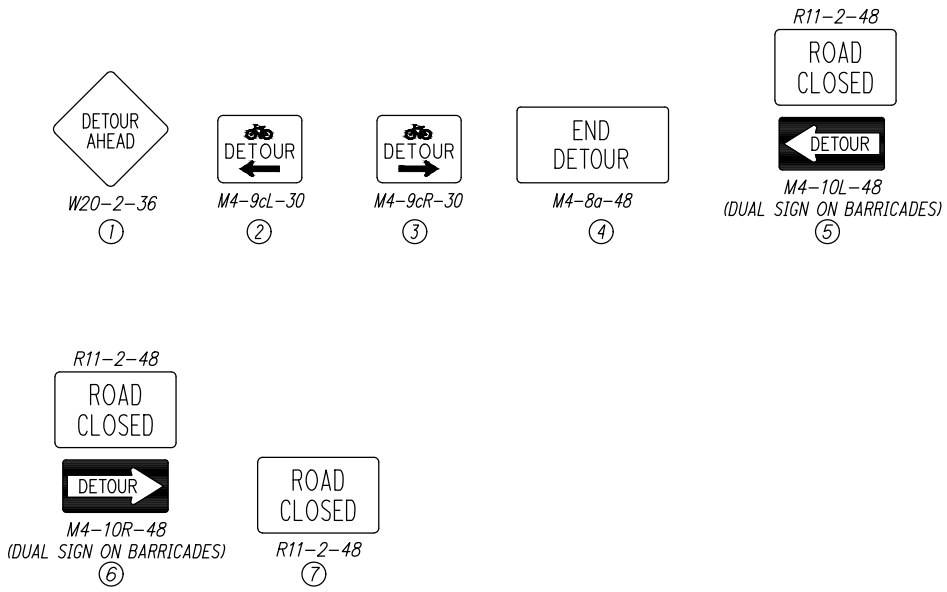 DETOUR
AHEAD
W20-2-36
1
DETOUR
M4-9cL-30
2
DETOUR
M4-9cR-30
3
END
DETOUR
M4-8a-48
4
R11-2-48
ROAD
CLOSED
DETOUR
M4-10L-48
(DUAL SIGN ON BARRICADES)
5
R11-2-48
ROAD
CLOSED
DETOUR
M4-10R-48
(DUAL SIGN ON BARRICADES)
6
ROAD
CLOSED
R11-2-48
7